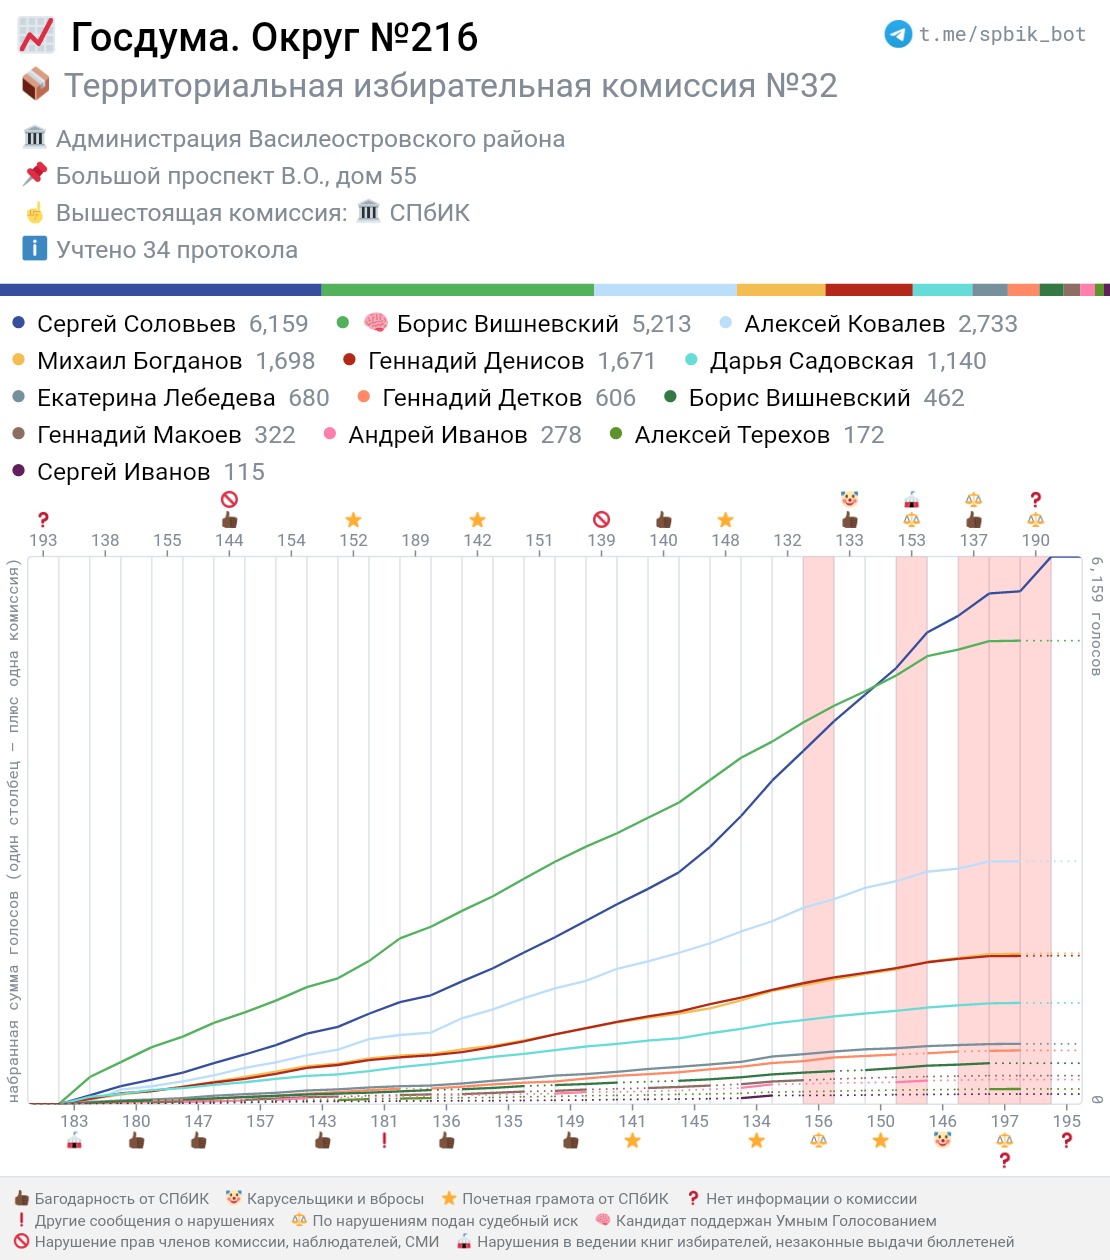 Госдума. Округ №216
t.me/spbik_bot
Территориальная избирательная комиссия №32
Администрация Василеостровского района
Большой проспект В.О., дом 55
Вышестоящая комиссия: СПбИК
Учтено 34 протокола
Сергей Соловьев 6,159 Борис Вишневский 5,213 Алексей Ковалев 2,733
Михаил Богданов 1,698 Геннадий Денисов 1,671 Дарья Садовская 1,140
Екатерина Лебедева 680 Геннадий Детков 606 Борис Вишневский 462
Геннадий Макоев 322 Андрей Иванов 278 Алексей Терехов 172
Сергей Иванов 115
193 138 155 144 154 152 189 142 151 139 140 148 132 133 153 137 190
набранная сумма голосов (один столбец — плюс одна комиссия)
6,159 голосов
0
183 180 147 157 143 181 136 135 149 141 145 134 156 150 146 197 195
Багодарность от СПбИК Карусельщики и вбросы Почетная грамота от СПбИК Нет информации о комиссии
Другие сообщения о нарушениях По нарушениям подан судебный иск Кандидат поддержан Умным Голосованием
Нарушение прав членов комиссии, наблюдателей, СМИ Нарушения в ведении книг избирателей, незаконные выдачи бюллетеней